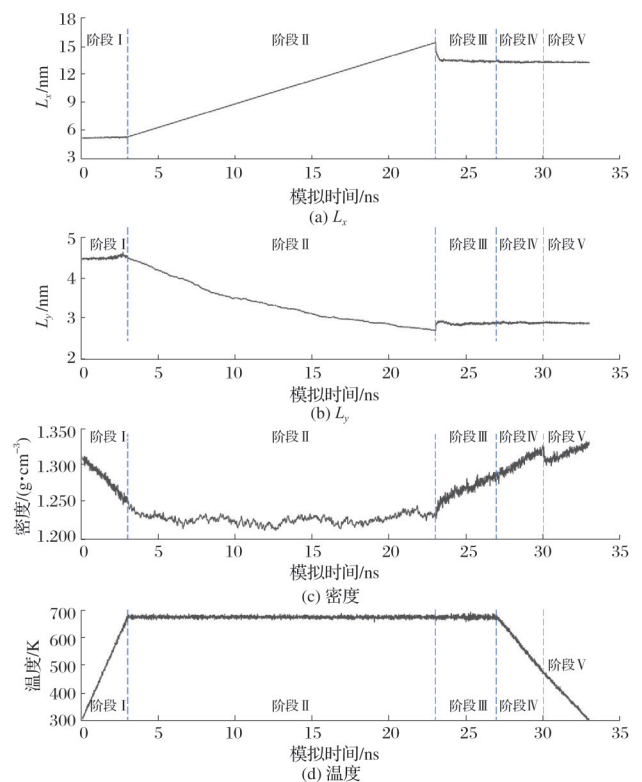 18
15
12
9
6
3
Lx/nm
阶段Ⅰ 阶段Ⅱ 阶段Ⅲ 阶段Ⅳ 阶段Ⅴ
0 5 10 15 20 25 30 35
模拟时间/ns
(a) Lx
5
4
3
2
Ly/nm
阶段Ⅰ 阶段Ⅱ 阶段Ⅲ 阶段Ⅳ 阶段Ⅴ
0 5 10 15 20 25 30 35
模拟时间/ns
(b) Ly
1.350
1.300
1.250
1.200
密度/(g•cm⁻³)
阶段Ⅰ 阶段Ⅱ 阶段Ⅲ 阶段Ⅳ 阶段Ⅴ
0 5 10 15 20 25 30 35
模拟时间/ns
(c) 密度
700
600
500
400
300
温度/K
阶段Ⅴ
阶段Ⅰ 阶段Ⅱ 阶段Ⅲ 阶段Ⅳ
0 5 10 15 20 25 30 35
模拟时间/ns
(d) 温度